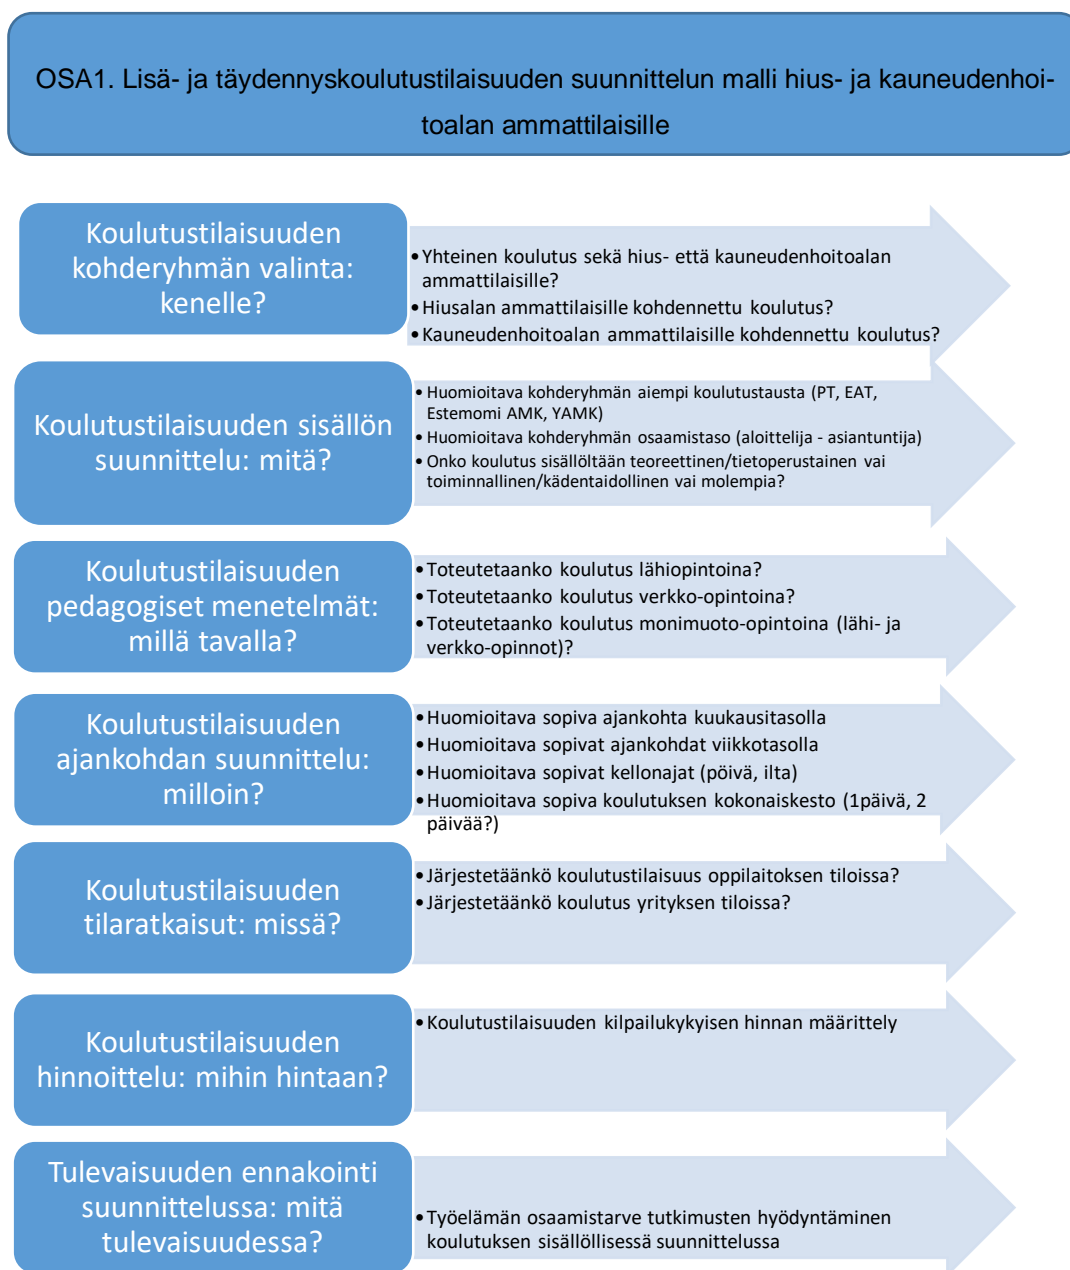 OSA1. Lisä- ja täydennyskoulutustilaisuuden suunnittelun malli hius- ja kauneudenhoi-
toalan ammattilaisille
Koulutustilaisuuden
kohderyhmän valinta:
kenelle?
• Yhteinen koulutus sekä hius- että kauneudenhoitoalan
ammattilaisille?
• Hiusalan ammattilaisille kohdennettu koulutus?
• Kauneudenhoitoalan ammattilaisille kohdennettu koulutus?
Koulutustilaisuuden sisällön
suunnittelu: mitä?
• Huomioitava kohderyhmän aiempi koulutustausta (PT, EAT,
Estemomi AMK, YAMK)
• Huomioitava kohderyhmän osaamistaso (aloittelija - asiantuntija)
• Onko koulutus sisällöltään teoreettinen/tietoperustainen vai
toiminnallinen/kädentaidollinen vai molempia?
Koulutustilaisuuden
pedagogiset menetelmät:
millä tavalla?
• Toteutetaanko koulutus lähiopintoina?
• Toteutetaanko koulutus verkko-opintoina?
• Toteutetaanko koulutus monimuoto-opintoina (lähi- ja
verkko-opinnot)?
Koulutustilaisuuden
ajankohdan suunnittelu:
milloin?
• Huomioitava sopiva ajankohta kuukausitasolla
• Huomioitava sopivat ajankohdat viikkotasolla
• Huomioitava sopivat kellonajat (pöivä, ilta)
• Huomioitava sopiva koulutuksen kokonaiskesto (1päivä, 2
päivää?)
Koulutustilaisuuden
tilaratkaisut: missä?
• Järjestetäänkö koulutustilaisuus oppilaitoksen tiloissa?
• Järjestetäänkö koulutus yrityksen tiloissa?
Koulutustilaisuuden
hinnoittelu: mihin hintaan?
• Koulutustilaisuuden kilpailukykyisen hinnan määrittely
Tulevaisuuden ennakointi
suunnittelussa: mitä
tulevaisuudessa?
• Työelämän osaamistarve tutkimusten hyödyntäminen
koulutuksen sisällöllisessä suunnittelussa